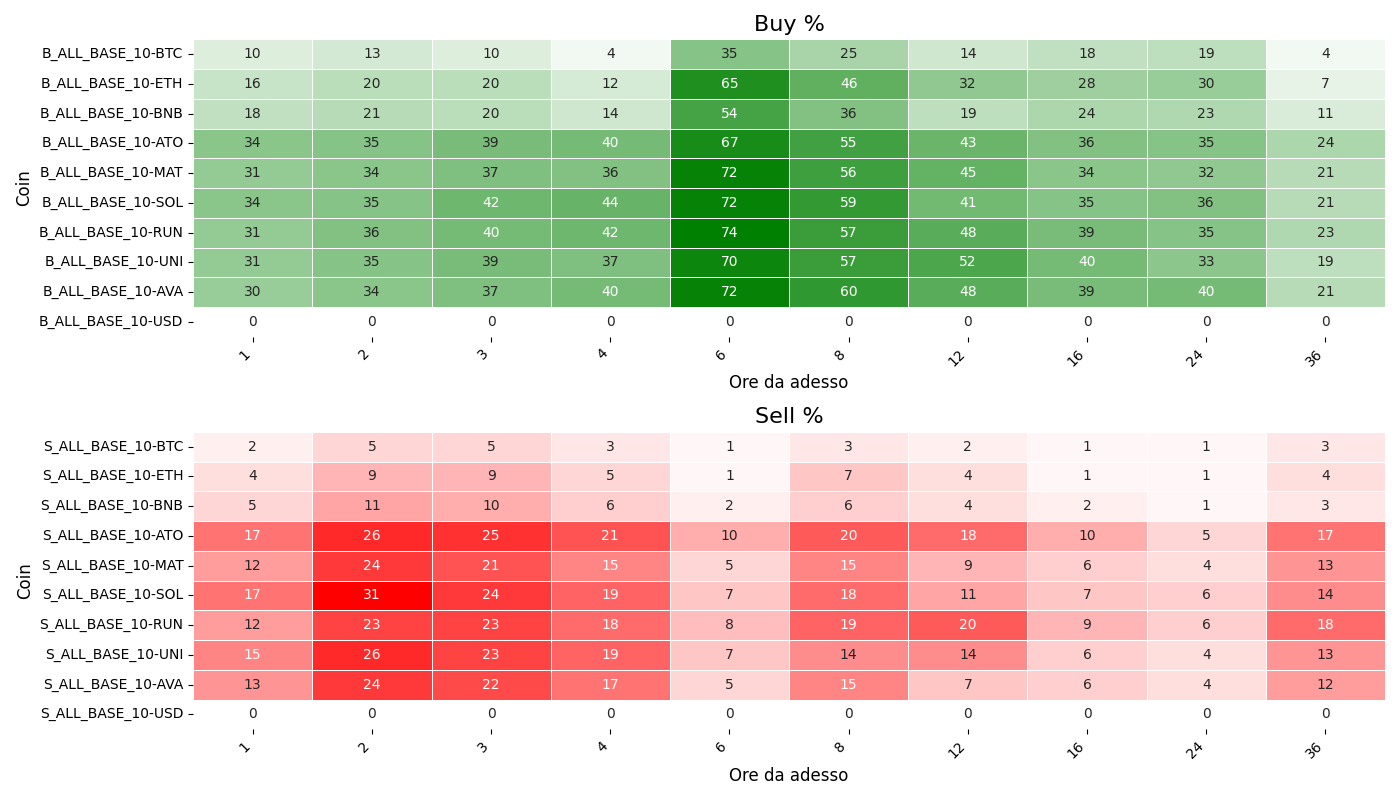 Buy %
Coin
B_ALL_BASE_10-BTC 10 13 10 4 35 25 14 18 19 4
B_ALL_BASE_10-ETH 16 20 20 12 65 46 32 28 30 7
B_ALL_BASE_10-BNB 18 21 20 14 54 36 19 24 23 11
B_ALL_BASE_10-ATO 34 35 39 40 67 55 43 36 35 24
B_ALL_BASE_10-MAT 31 34 37 36 72 56 45 34 32 21
B_ALL_BASE_10-SOL 34 35 42 44 72 59 41 35 36 21
B_ALL_BASE_10-RUN 31 36 40 42 74 57 48 39 35 23
B_ALL_BASE_10-UNI 31 35 39 37 70 57 52 40 33 19
B_ALL_BASE_10-AVA 30 34 37 40 72 60 48 39 40 21
B_ALL_BASE_10-USD 0 0 0 0 0 0 0 0 0 0
1 2 3 4 6 8 12 16 24 36
Ore da adesso
Sell %
Coin
S_ALL_BASE_10-BTC 2 5 5 3 1 3 2 1 1 3
S_ALL_BASE_10-ETH 4 9 9 5 1 7 4 1 1 4
S_ALL_BASE_10-BNB 5 11 10 6 2 6 4 2 1 3
S_ALL_BASE_10-ATO 17 26 25 21 10 20 18 10 5 17
S_ALL_BASE_10-MAT 12 24 21 15 5 15 9 6 4 13
S_ALL_BASE_10-SOL 17 31 24 19 7 18 11 7 6 14
S_ALL_BASE_10-RUN 12 23 23 18 8 19 20 9 6 18
S_ALL_BASE_10-UNI 15 26 23 19 7 14 14 6 4 13
S_ALL_BASE_10-AVA 13 24 22 17 5 15 7 6 4 12
S_ALL_BASE_10-USD 0 0 0 0 0 0 0 0 0 0
1 2 3 4 6 8 12 16 24 36
Ore da adesso